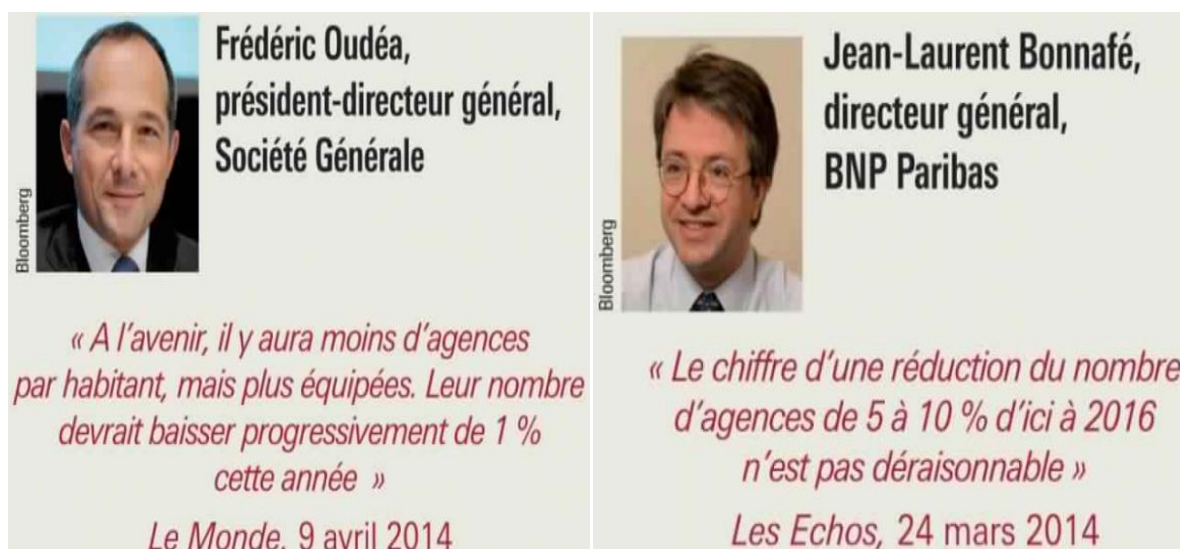 Frédéric Oudéa,
président-directeur général,
Société Générale
Bloomberg
« A l’avenir, il y aura moins d’agences
par habitant, mais plus équipées. Leur nombre
devrait baisser progressivement de 1 %
cette année »
Le Monde, 9 avril 2014
Jean-Laurent Bonnafé,
directeur général,
BNP Paribas
Bloomberg
« Le chiffre d’une réduction du nombre
d’agences de 5 à 10 % d’ici à 2016
n’est pas déraisonnable »
Les Echos, 24 mars 2014